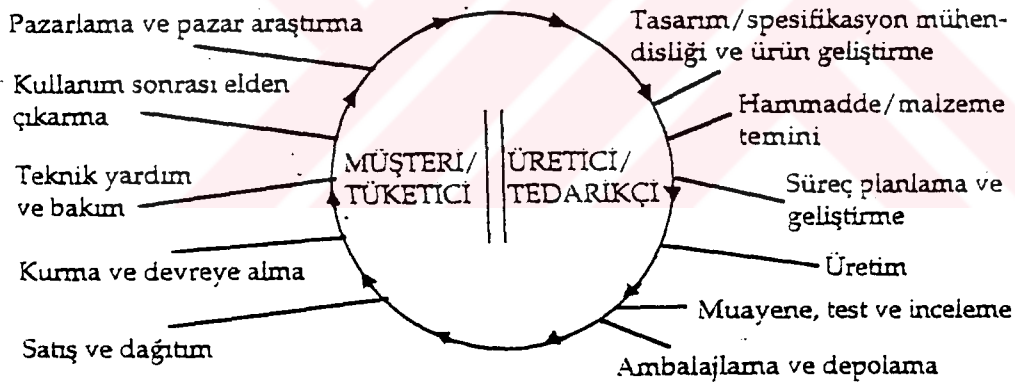 Pazarlama ve pazar araştırma
Tasarım/spesifikasyon mühen-
disliği ve ürün geliştirme
Kullanım sonrası elden
çıkarma
Hammadde/malzeme
temini
MÜŞTERİ/
TÜKETİCİ
ÜRETİCİ/
TEDARİKÇİ
Teknik yardım
ve bakım
Süreç planlama ve
geliştirme
Kurma ve devreye alma
Üretim
Muayene, test ve inceleme
Satış ve dağıtım
Ambalajlama ve depolama